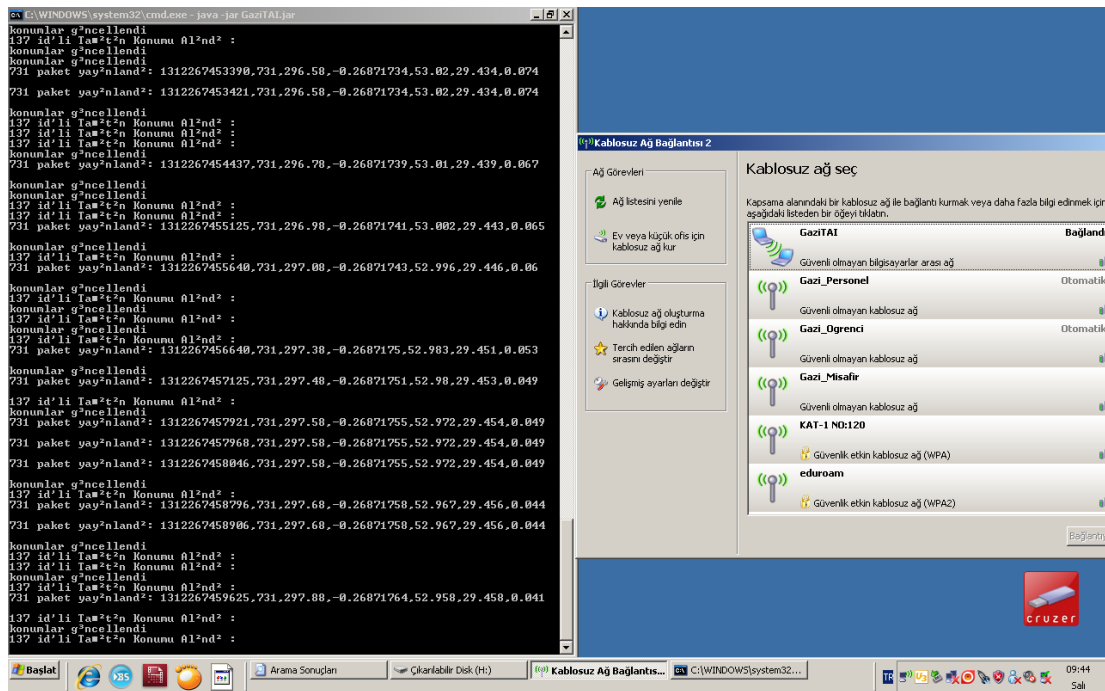 C:\WINDOWS\system32\cmd.exe - java -jar GaziTAI.jar
konumlar g³ncellendi
137 id'li Ta■²t²n Konumu Al²nd² :
konumlar g³ncellendi
konumlar g³ncellendi
731 paket yay²nland²: 1312267453390,731,296.58,-0.26871734,53.02,29.434,0.074
731 paket yay²nland²: 1312267453421,731,296.58,-0.26871734,53.02,29.434,0.074
konumlar g³ncellendi
137 id'li Ta■²t²n Konumu Al²nd² :
137 id'li Ta■²t²n Konumu Al²nd² :
137 id'li Ta■²t²n Konumu Al²nd² :
konumlar g³ncellendi
731 paket yay²nland²: 1312267454437,731,296.78,-0.26871739,53.01,29.439,0.067
konumlar g³ncellendi
konumlar g³ncellendi
137 id'li Ta■²t²n Konumu Al²nd² :
137 id'li Ta■²t²n Konumu Al²nd² :
731 paket yay²nland²: 1312267455125,731,296.98,-0.26871741,53.002,29.443,0.065
konumlar g³ncellendi
137 id'li Ta■²t²n Konumu Al²nd² :
731 paket yay²nland²: 1312267455640,731,297.08,-0.26871743,52.996,29.446,0.06
konumlar g³ncellendi
137 id'li Ta■²t²n Konumu Al²nd² :
konumlar g³ncellendi
137 id'li Ta■²t²n Konumu Al²nd² :
konumlar g³ncellendi
137 id'li Ta■²t²n Konumu Al²nd² :
731 paket yay²nland²: 1312267456640,731,297.38,-0.2687175,52.983,29.451,0.053
konumlar g³ncellendi
731 paket yay²nland²: 1312267457125,731,297.48,-0.26871751,52.98,29.453,0.049
137 id'li Ta■²t²n Konumu Al²nd² :
konumlar g³ncellendi
731 paket yay²nland²: 1312267457921,731,297.58,-0.26871755,52.972,29.454,0.049
731 paket yay²nland²: 1312267457968,731,297.58,-0.26871755,52.972,29.454,0.049
731 paket yay²nland²: 1312267458046,731,297.58,-0.26871755,52.972,29.454,0.049
konumlar g³ncellendi
137 id'li Ta■²t²n Konumu Al²nd² :
731 paket yay²nland²: 1312267458796,731,297.68,-0.26871758,52.967,29.456,0.044
731 paket yay²nland²: 1312267458906,731,297.68,-0.26871758,52.967,29.456,0.044
konumlar g³ncellendi
137 id'li Ta■²t²n Konumu Al²nd² :
137 id'li Ta■²t²n Konumu Al²nd² :
konumlar g³ncellendi
137 id'li Ta■²t²n Konumu Al²nd² :
731 paket yay²nland²: 1312267459625,731,297.88,-0.26871764,52.958,29.458,0.041
137 id'li Ta■²t²n Konumu Al²nd² :
konumlar g³ncellendi
137 id'li Ta■²t²n Konumu Al²nd² :
Kablosuz Ağ Bağlantısı 2
Ağ Görevleri
Ağ listesini yenile
Ev veya küçük ofis için
kablosuz ağ kur
İlgili Görevler
Kablosuz ağ oluşturma
hakkında bilgi edin
Tercih edilen ağların
sırasını değiştir
Gelişmiş ayarları değiştir
Kablosuz ağ seç
Kapsama alanındaki bir kablosuz ağ ile bağlantı kurmak veya daha fazla bilgi edinmek için
aşağıdaki listeden bir öğeyi tıklatın.
GaziTAI Bağlandı
Güvenli olmayan bilgisayarlar arası ağ
Gazi_Personel Otomatik
Güvenli olmayan kablosuz ağ
Gazi_Ogrenci Otomatik
Güvenli olmayan kablosuz ağ
Gazi_Misafir
Güvenli olmayan kablosuz ağ
KAT-1 NO:120
Güvenlik etkin kablosuz ağ (WPA)
eduroam
Güvenlik etkin kablosuz ağ (WPA2)
Bağlantı
cruzer
Başlat
Arama Sonuçları
Çıkarılabilir Disk (H:)
Kablosuz Ağ Bağlantıs...
C:\WINDOWS\system32...
TR
09:44
Salı